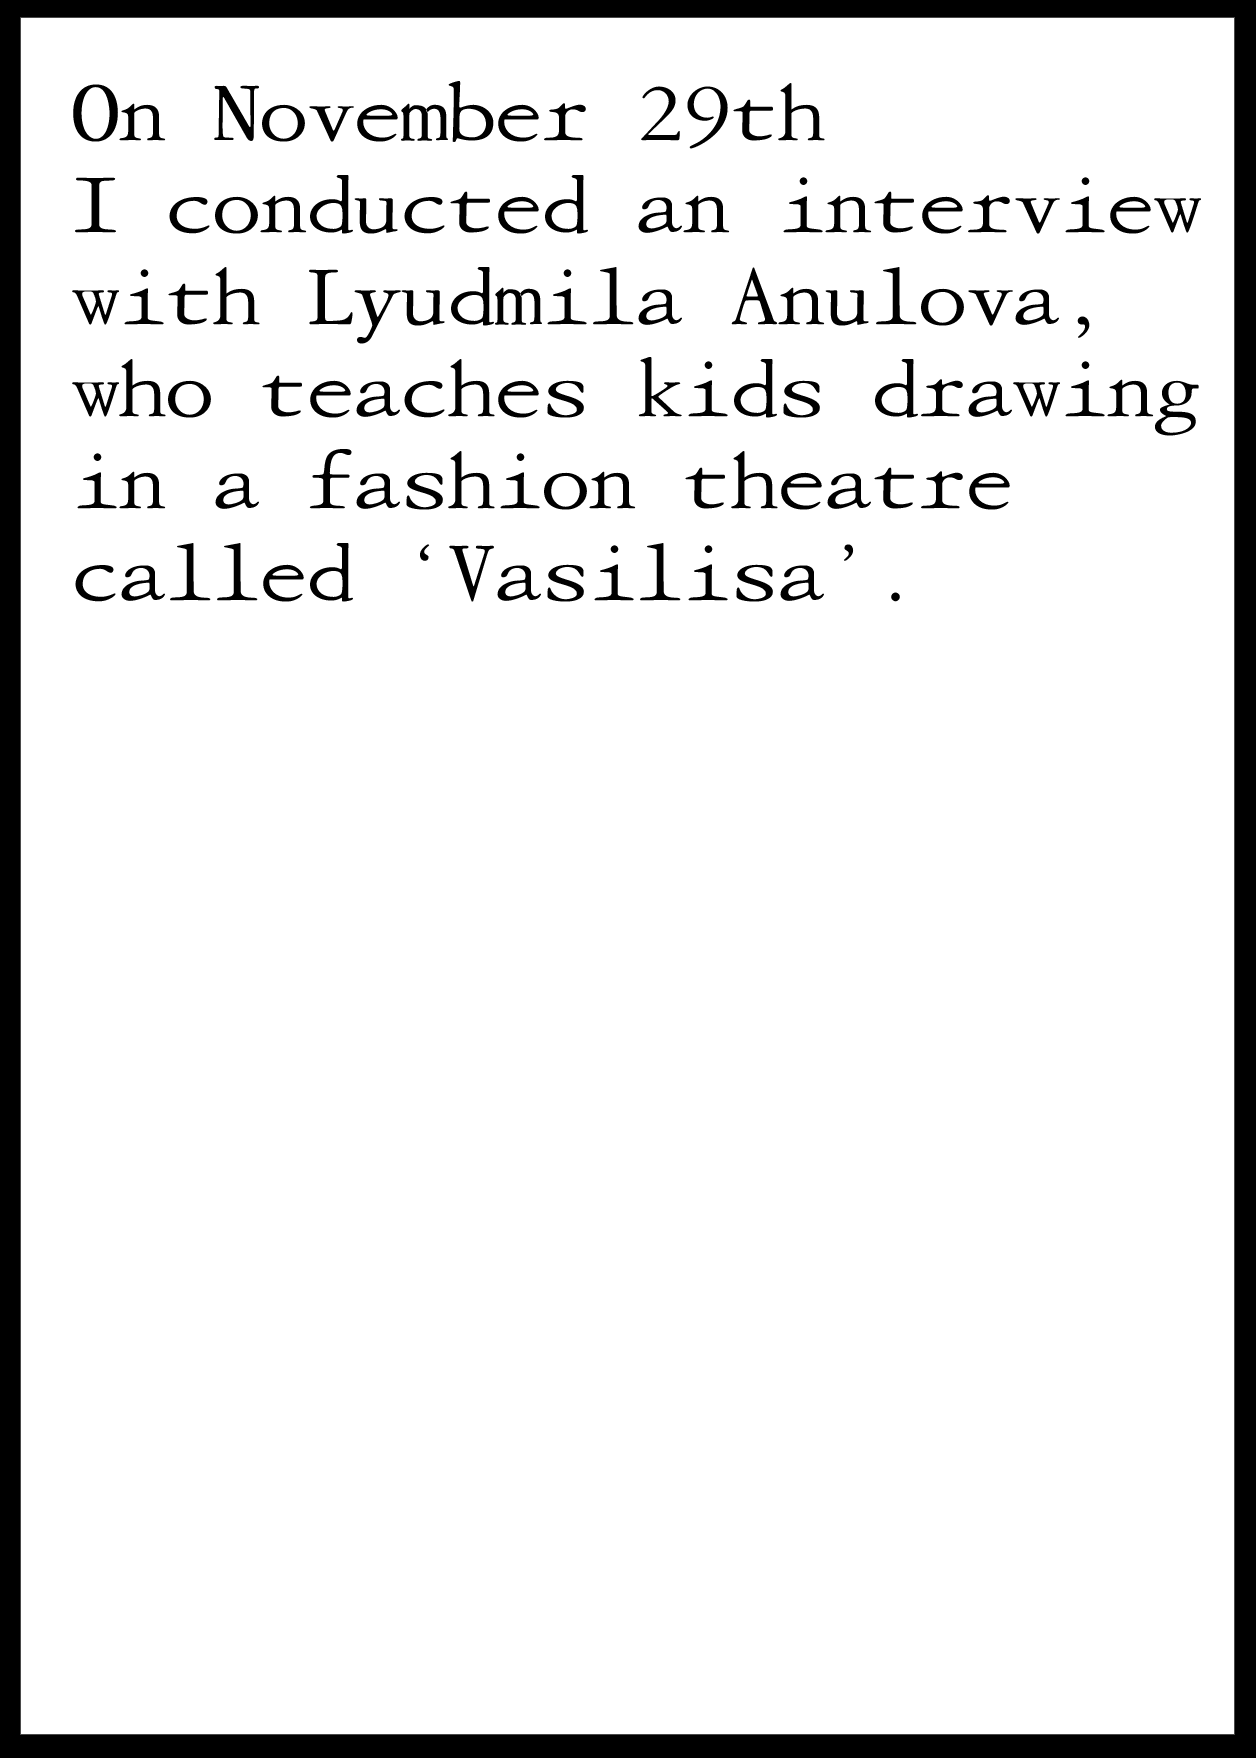 On November 29th
I conducted an interview
with Lyudmila Anulova,
who teaches kids drawing
in a fashion theatre
called ‘Vasilisa’.